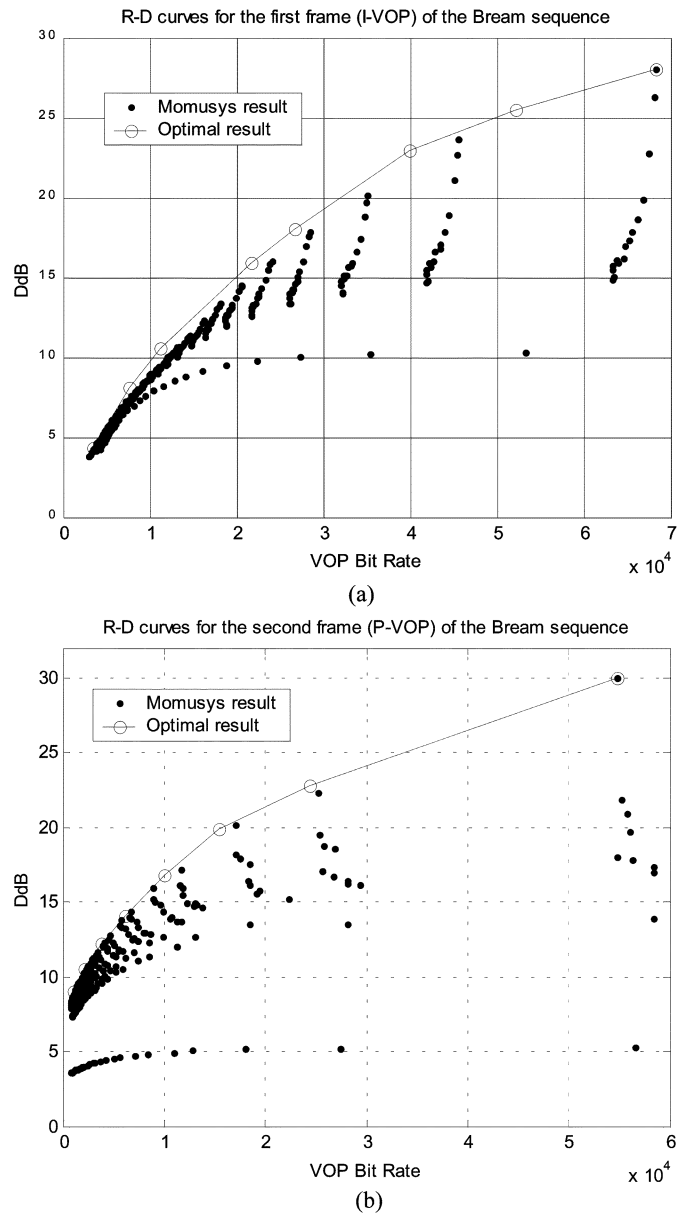 R-D curves for the first frame (I-VOP) of the Bream sequence
30
25
20
15
10
5
0
DdB
Momusys result
Optimal result
0 1 2 3 4 5 6 7
VOP Bit Rate
x 10^4
(a)
R-D curves for the second frame (P-VOP) of the Bream sequence
30
25
20
15
10
5
0
DdB
Momusys result
Optimal result
0 1 2 3 4 5 6
VOP Bit Rate
x 10^4
(b)